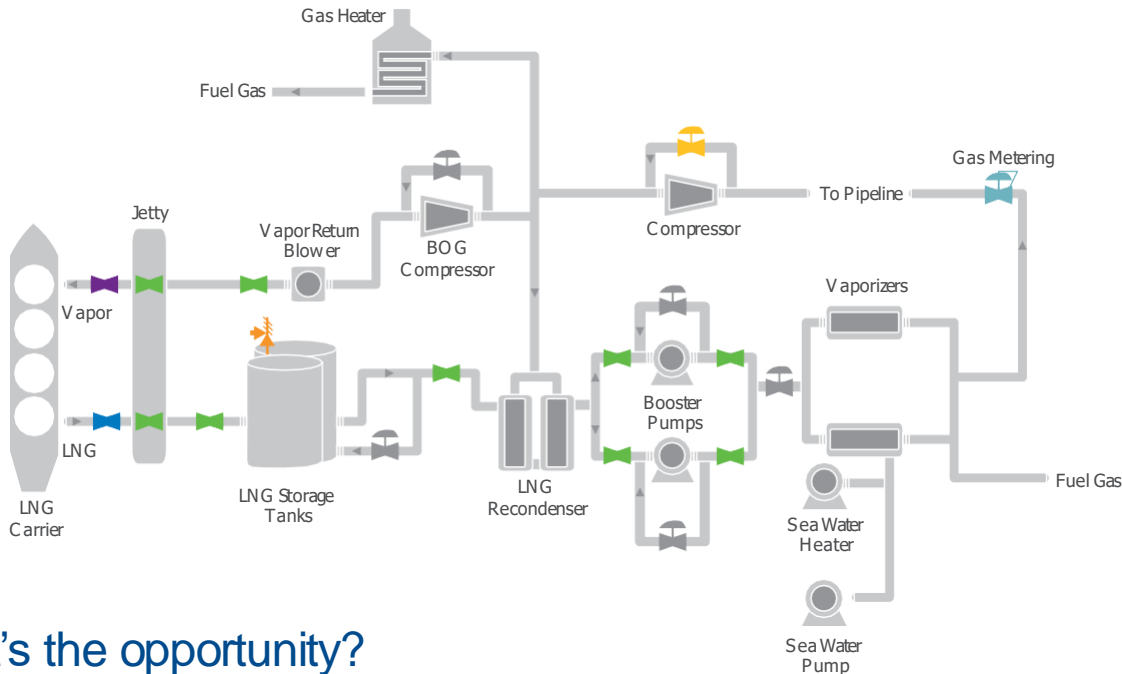 Gas Heater
Fuel Gas
Gas Metering
To Pipeline
Jetty
Vapor Return
Blower
BOG
Compressor
Compressor
Vaporizers
Vapor
Booster
Pumps
LNG
LNG Storage
Tanks
LNG
Recondenser
Fuel Gas
LNG
Carrier
Sea Water
Heater
Sea Water
Pump
's the opportunity?